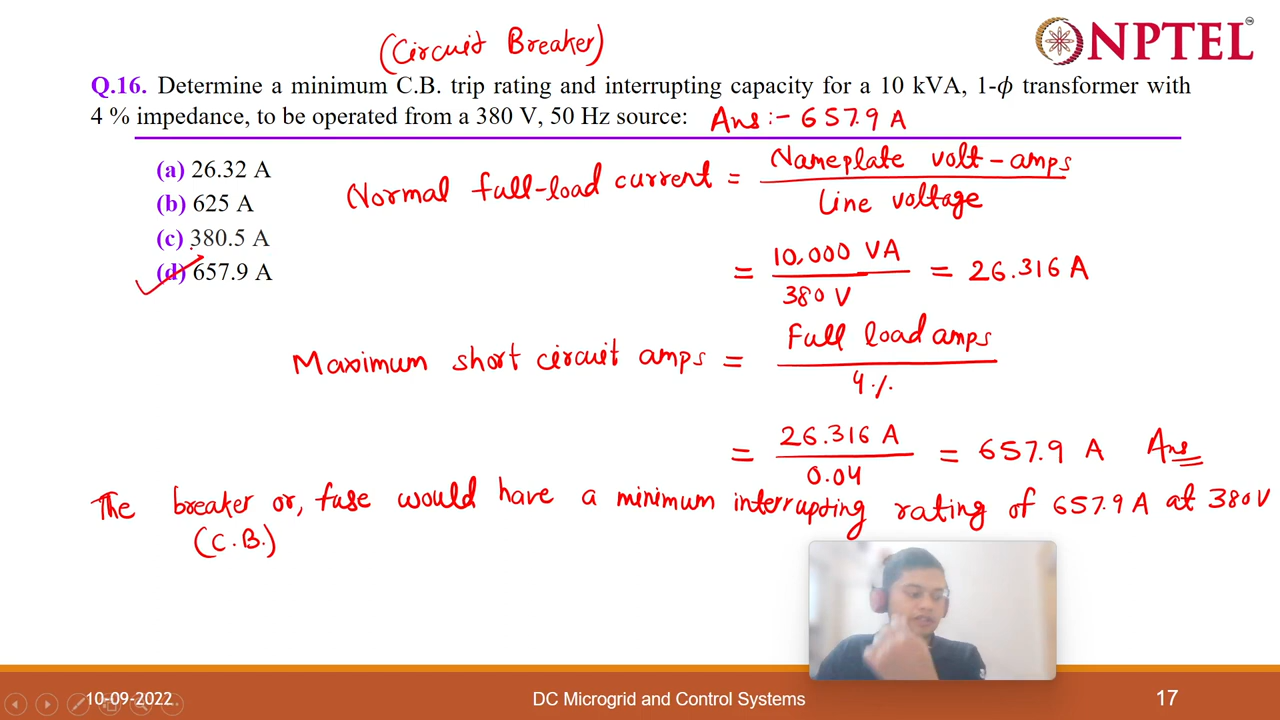 (Circuit Breaker)
NPTEL
Q.16. Determine a minimum C.B. trip rating and interrupting capacity for a 10 kVA, 1-ϕ transformer with
4 % impedance, to be operated from a 380 V, 50 Hz source: Ans :- 657.9 A
(a) 26.32 A
(b) 625 A
(c) 380.5 A
(d) 657.9 A
Normal full-load current = Nameplate volt-amps
Line voltage
= 10,000 VA
380 V
= 26.316 A
Maximum short circuit amps = Full load amps
4%
= 26.316 A
0.04
= 657.9 A Ans
The breaker or, fuse would have a minimum interrupting rating of 657.9 A at 380 V
(C.B.)
10-09-2022
DC Microgrid and Control Systems
17